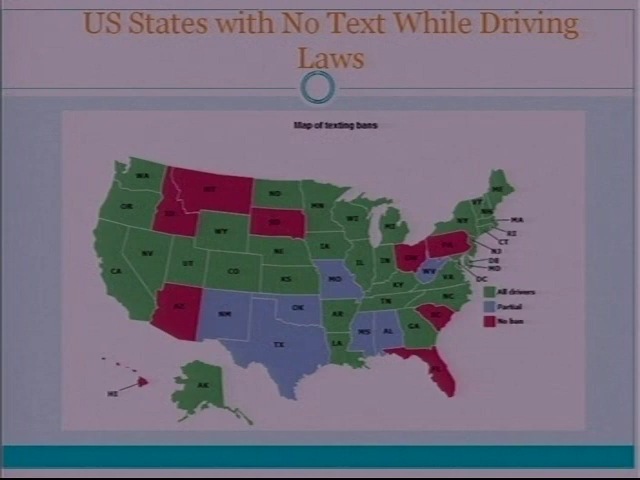 US States with No Text While Driving
Laws
Map of texting bans
WA
MT
ND
MN
ME
VT
NH
OR
ID
SD
WI
MI
NY
MA
RI
CT
WY
IA
PA
NJ
DE
MD
DC
NV
UT
CO
NE
IL
IN
OH
WV
VA
CA
KS
MO
KY
NC
All drivers
TN
AZ
NM
OK
AR
SC
Partial
TX
LA
MS
AL
GA
No ban
FL
HI
AK